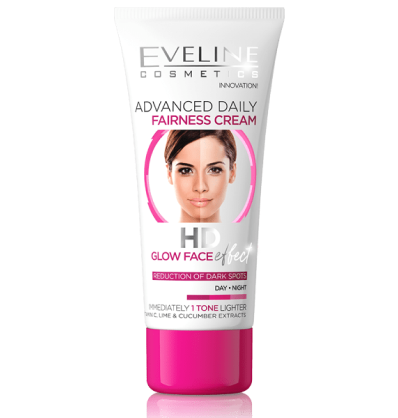 EVELINE
COSMETICS
INNOVATION!
ADVANCED DAILY
FAIRNESS CREAM
HD
GLOW FACE effect
REDUCTION OF DARK SPOTS
DAY • NIGHT
IMMEDIATELY 1 TONE LIGHTER
VITAMIN C, LIME & CUCUMBER EXTRACTS